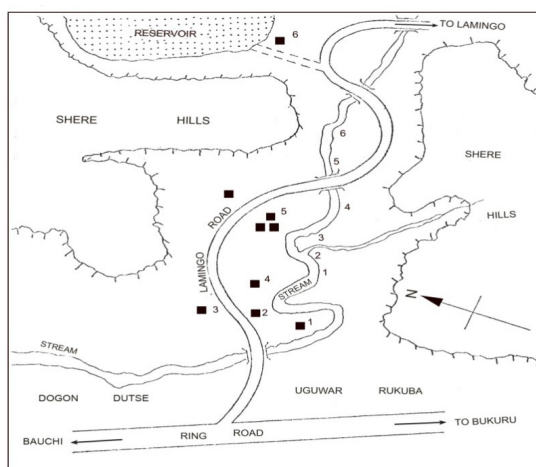 TO LAMINGO
RESERVOIR
6
SHERE HILLS
6
SHERE
5
HILLS
4
ROAD
5
3
2
1
LAMINGO
4
STREAM
N
3
2
1
STREAM
DOGON DUTSE
UGUWAR RUKUBA
TO BUKURU
RING ROAD
BAUCHI